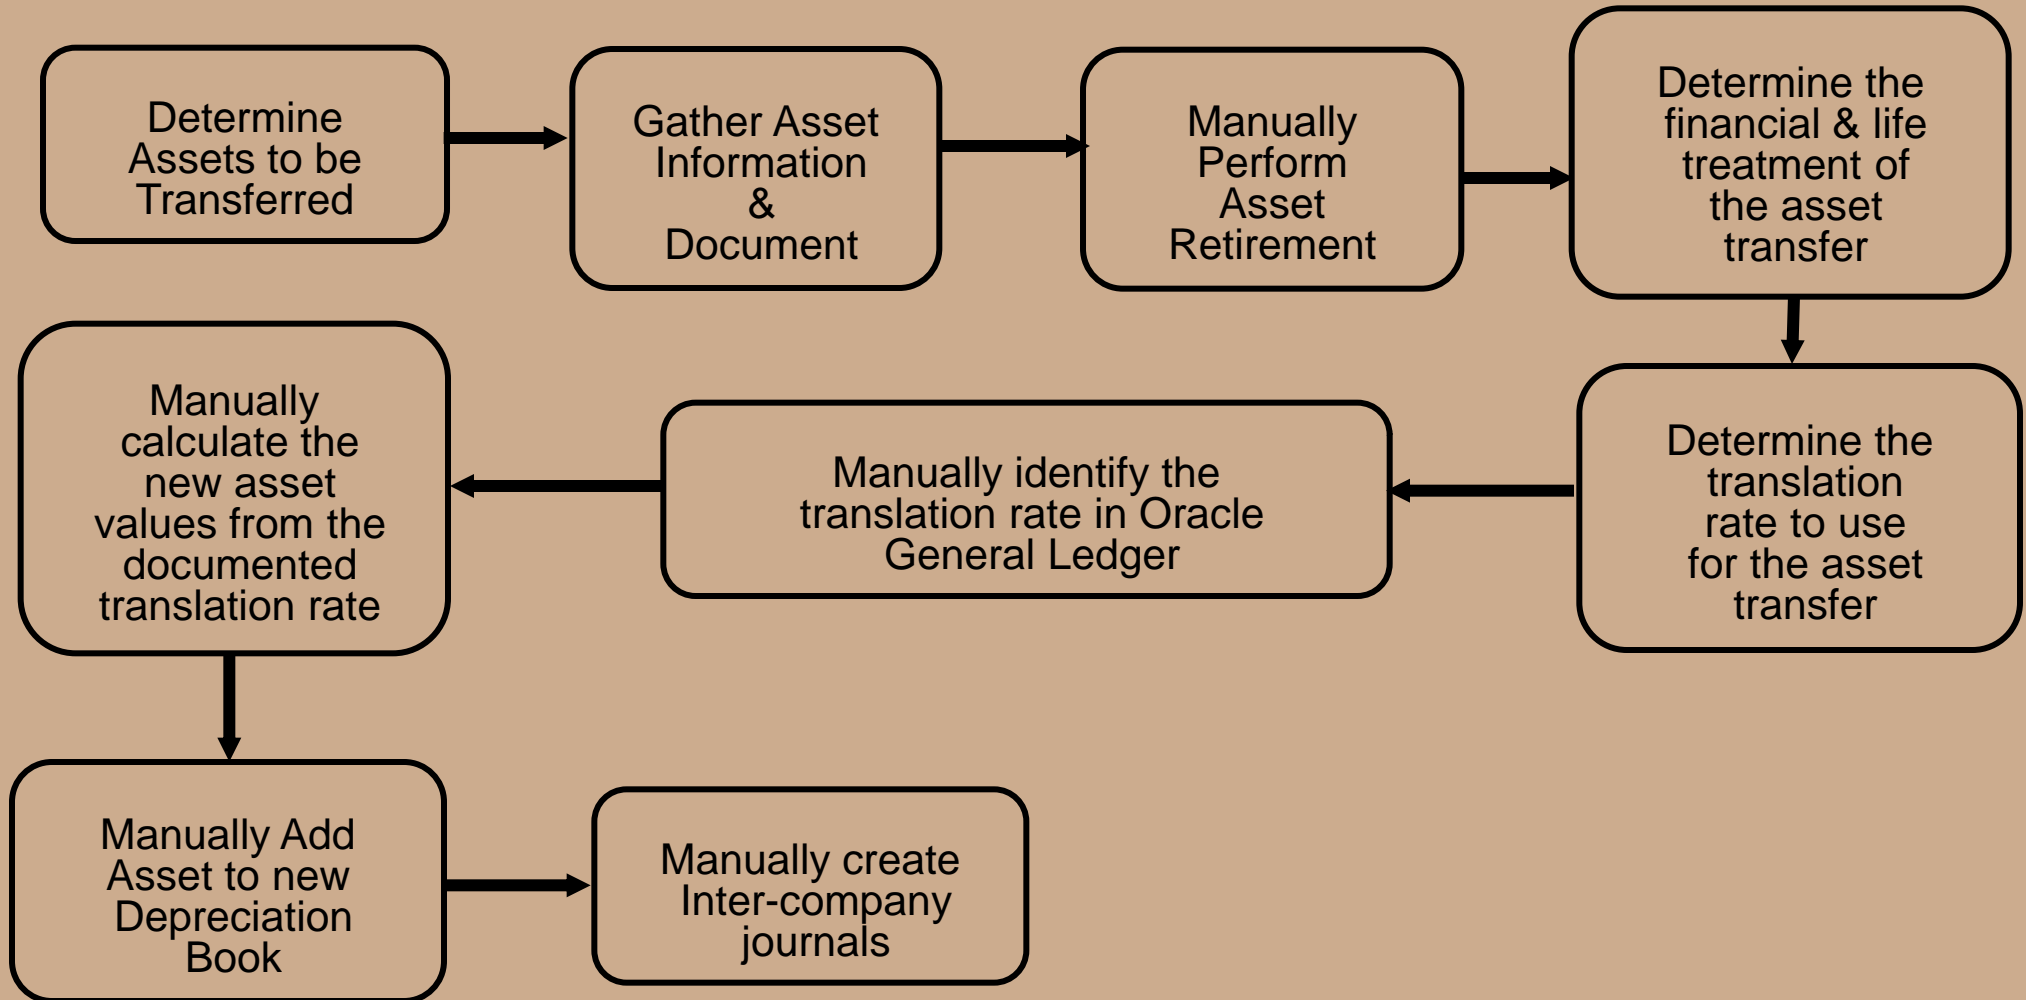 Determine
Assets to be
Transferred
Gather Asset
Information
&
Document
Manually
Perform
Asset
Retirement
Determine the
financial & life
treatment of
the asset
transfer
Determine the
translation
rate to use
for the asset
transfer
Manually identify the
translation rate in Oracle
General Ledger
Manually
calculate the
new asset
values from the
documented
translation rate
Manually Add
Asset to new
Depreciation
Book
Manually create
Inter-company
journals